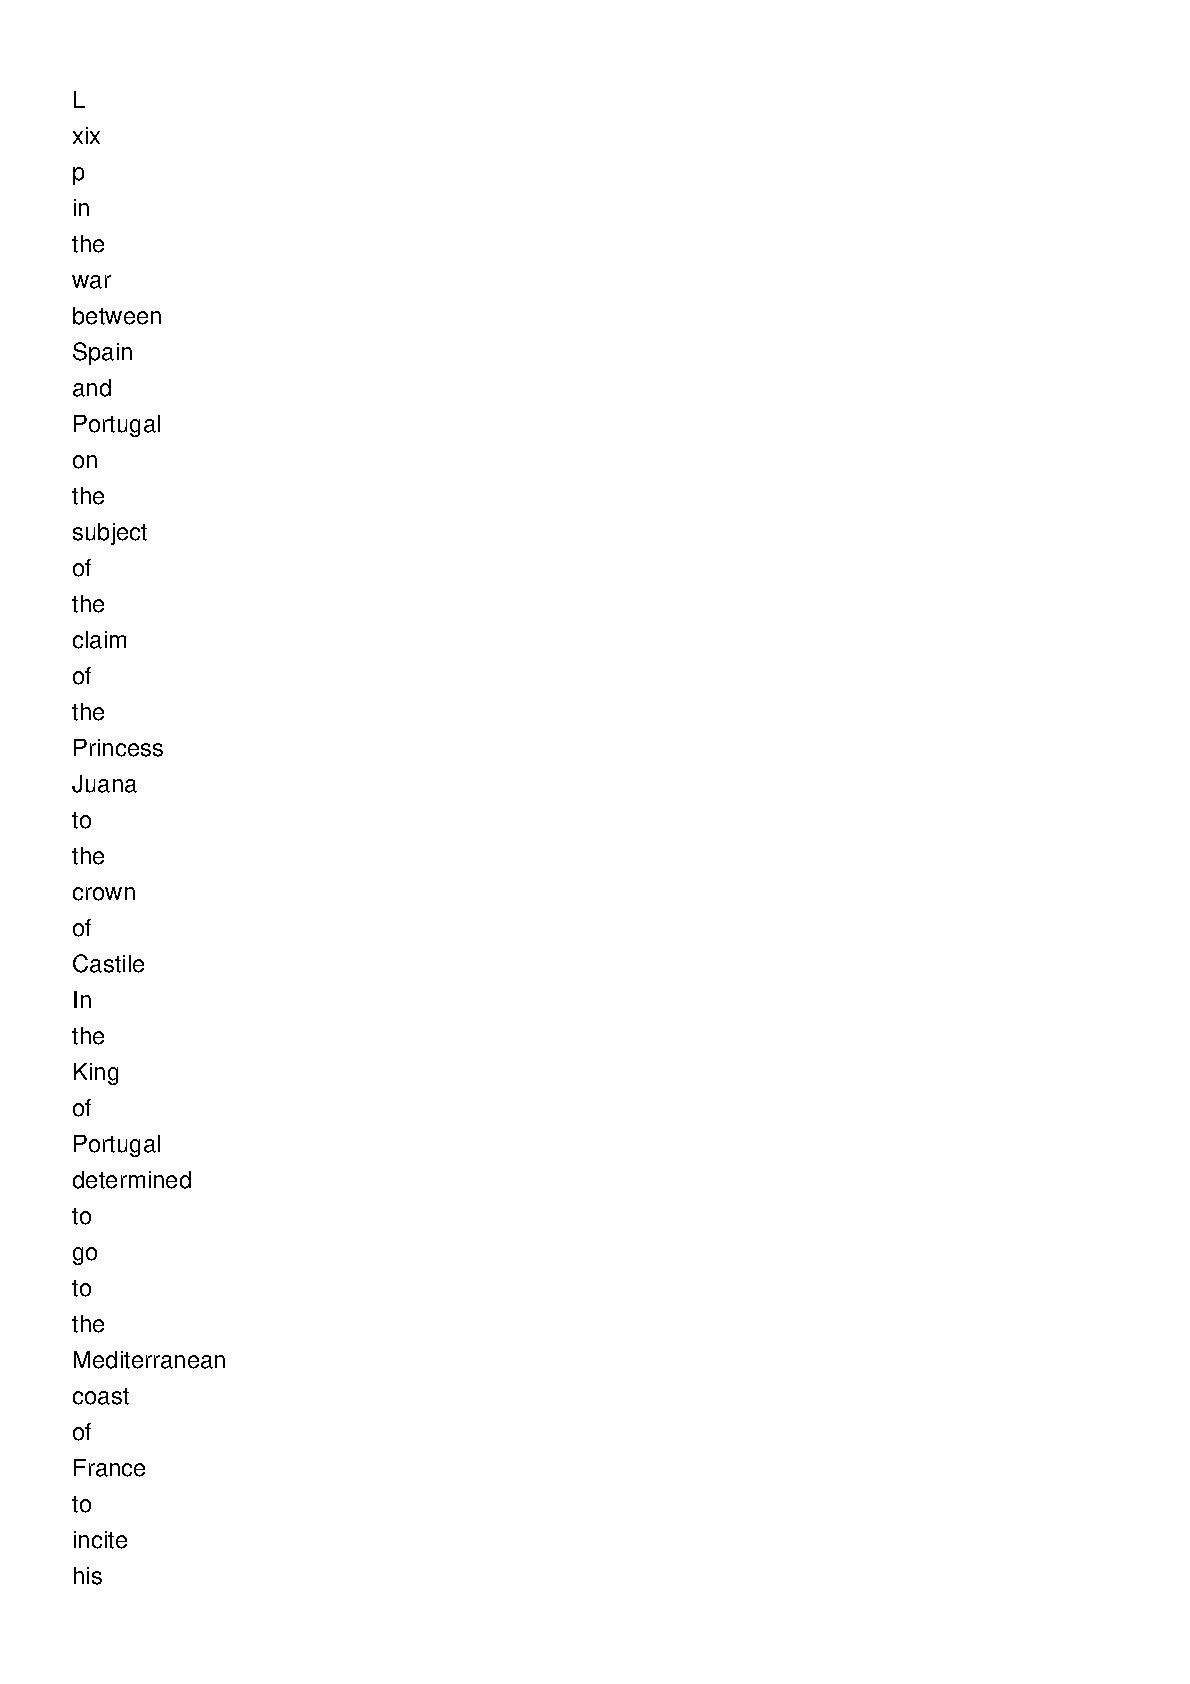 L
xix
p
in
the
war
between
Spain
and
Portugal
on
the
subject
of
the
claim
of
the
Princess
Juana
to
the
crown
of
Castile
In
the
King
of
Portugal
determined
to
go
to
the
Mediterranean
coast
of
France
to
incite
his